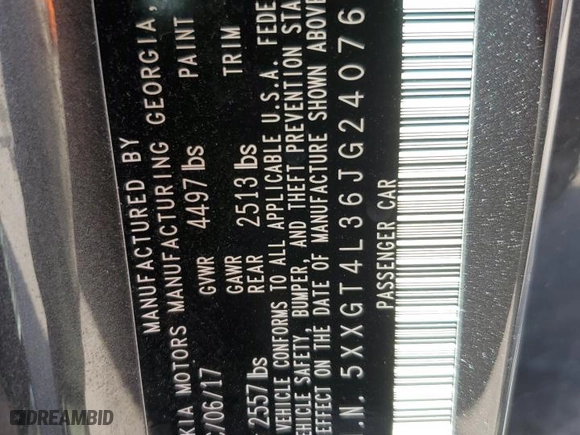 MANUFACTURED BY
KIA MOTORS MANUFACTURING GEORGIA,
/06/17 GVWR 4497 lbs PAINT
GAWR
2557 lbs REAR 2513 lbs TRIM
VEHICLE CONFORMS TO ALL APPLICABLE U.S.A. FEDE
VEHICLE SAFETY, BUMPER, AND THEFT PREVENTION STA
EFFECT ON THE DATE OF MANUFACTURE SHOWN ABOVE
.N. 5XXGT4L36JG24076
PASSENGER CAR
DREAMBID